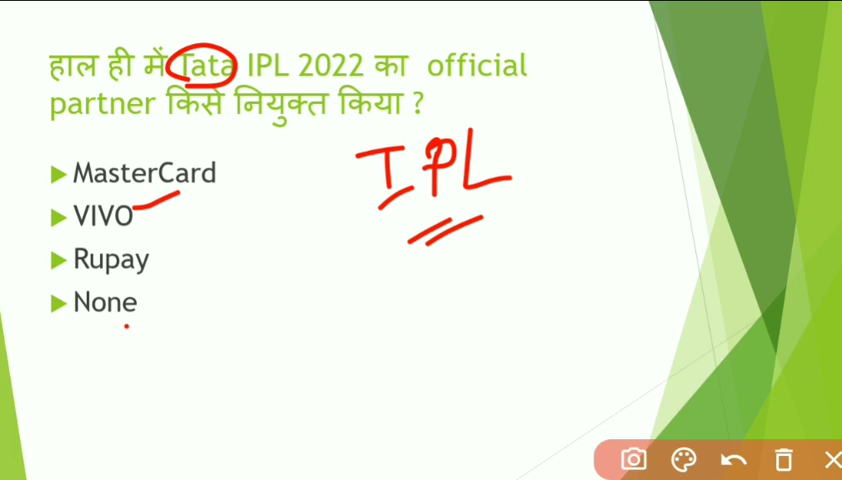 हाल ही में Tata IPL 2022 का official
partner किसे नियुक्त किया ?
MasterCard
VIVO
Rupay
None
IPL